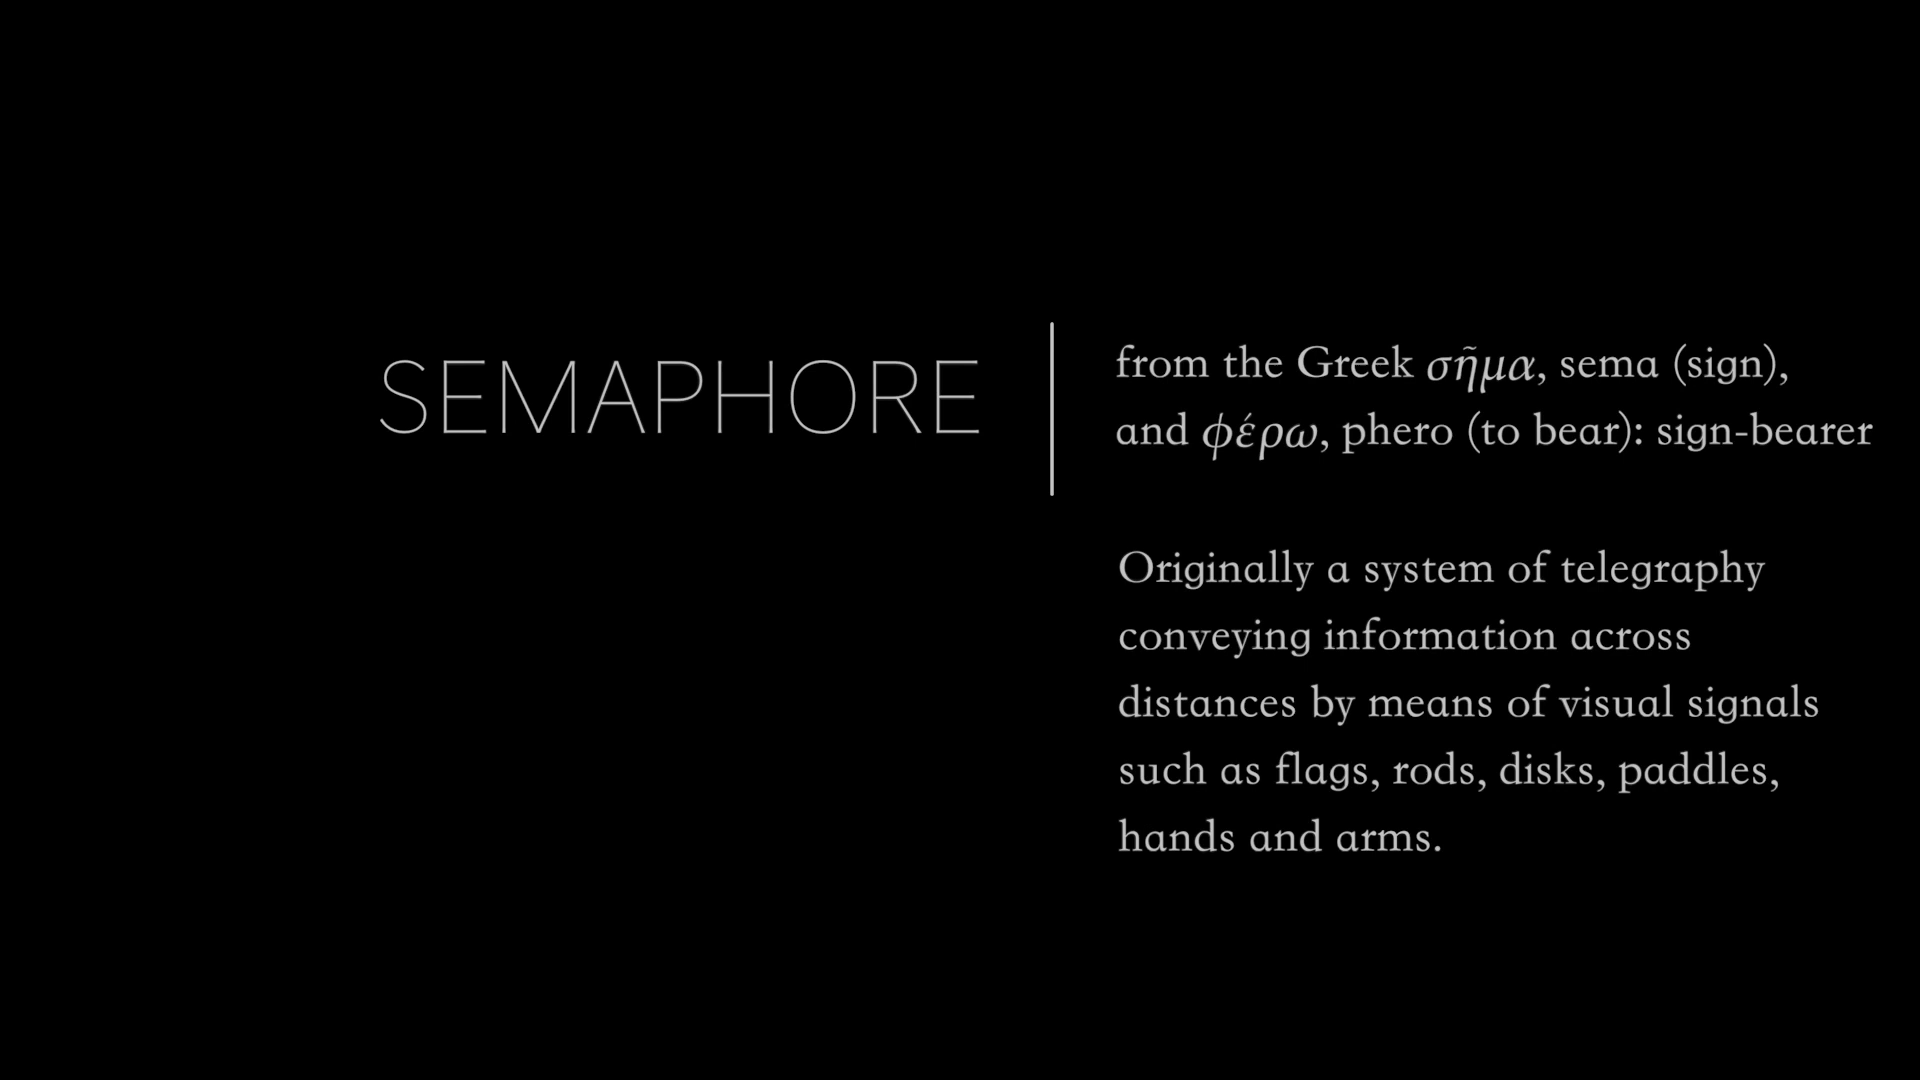 SEMAPHORE
from the Greek σῆμα, sema (sign),
and φέρω, phero (to bear): sign-bearer
Originally a system of telegraphy
conveying information across
distances by means of visual signals
such as flags, rods, disks, paddles,
hands and arms.